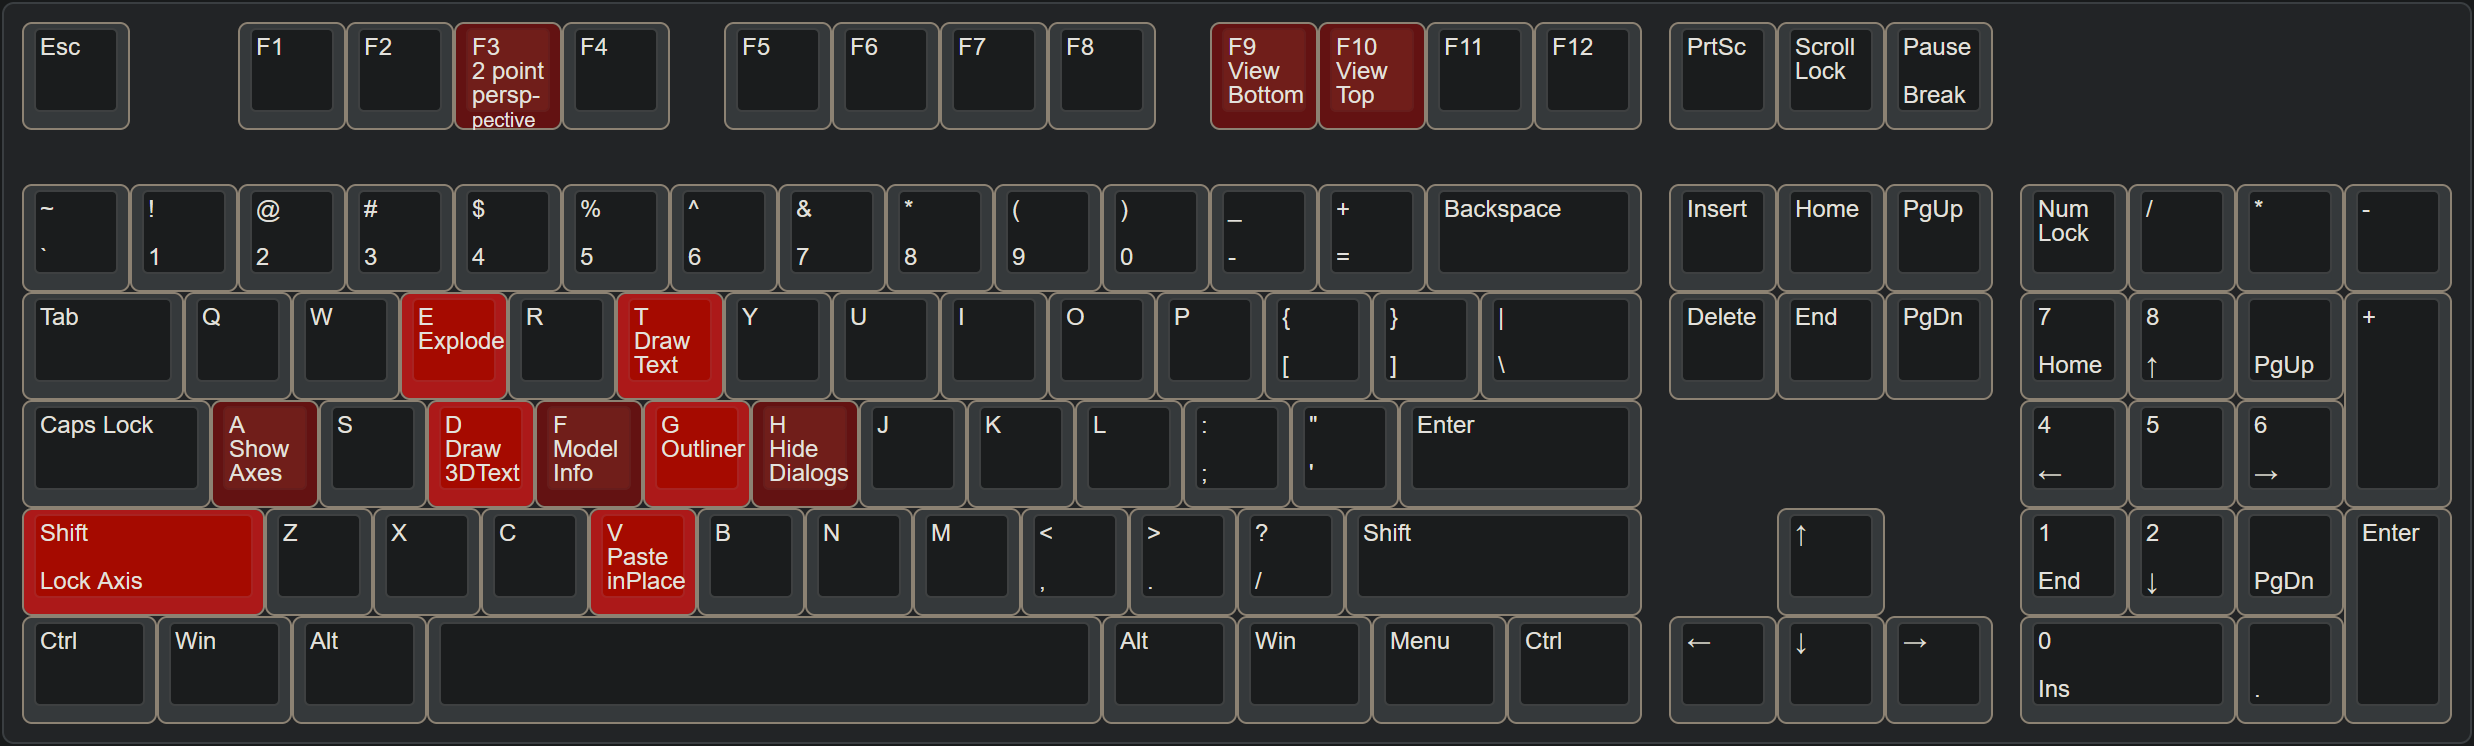 Esc
F1
F2
F3
2 point
persp-
pective
F4
F5
F6
F7
F8
F9
View
Bottom
F10
View
Top
F11
F12
PrtSc
Scroll
Lock
Pause
Break
~
`
!
1
@
2
#
3
$
4
%
5
^
6
&
7
*
8
(
9
)
0
_
-
+
=
Backspace
Insert
Home
PgUp
Num
Lock
/
*
-
Tab
Q
W
E
Explode
R
T
Draw
Text
Y
U
I
O
P
{
[
}
]
|
\
Delete
End
PgDn
7
Home
8
↑
PgUp
+
Caps Lock
A
Show
Axes
S
D
Draw
3DText
F
Model
Info
G
Outliner
H
Hide
Dialogs
J
K
L
:
;
"
'
Enter
4
←
5
6
→
Shift
Lock Axis
Z
X
C
V
Paste
inPlace
B
N
M
<
,
>
.
?
/
Shift
↑
1
End
2
↓
PgDn
Enter
Ctrl
Win
Alt
Alt
Win
Menu
Ctrl
←
↓
→
0
Ins
.